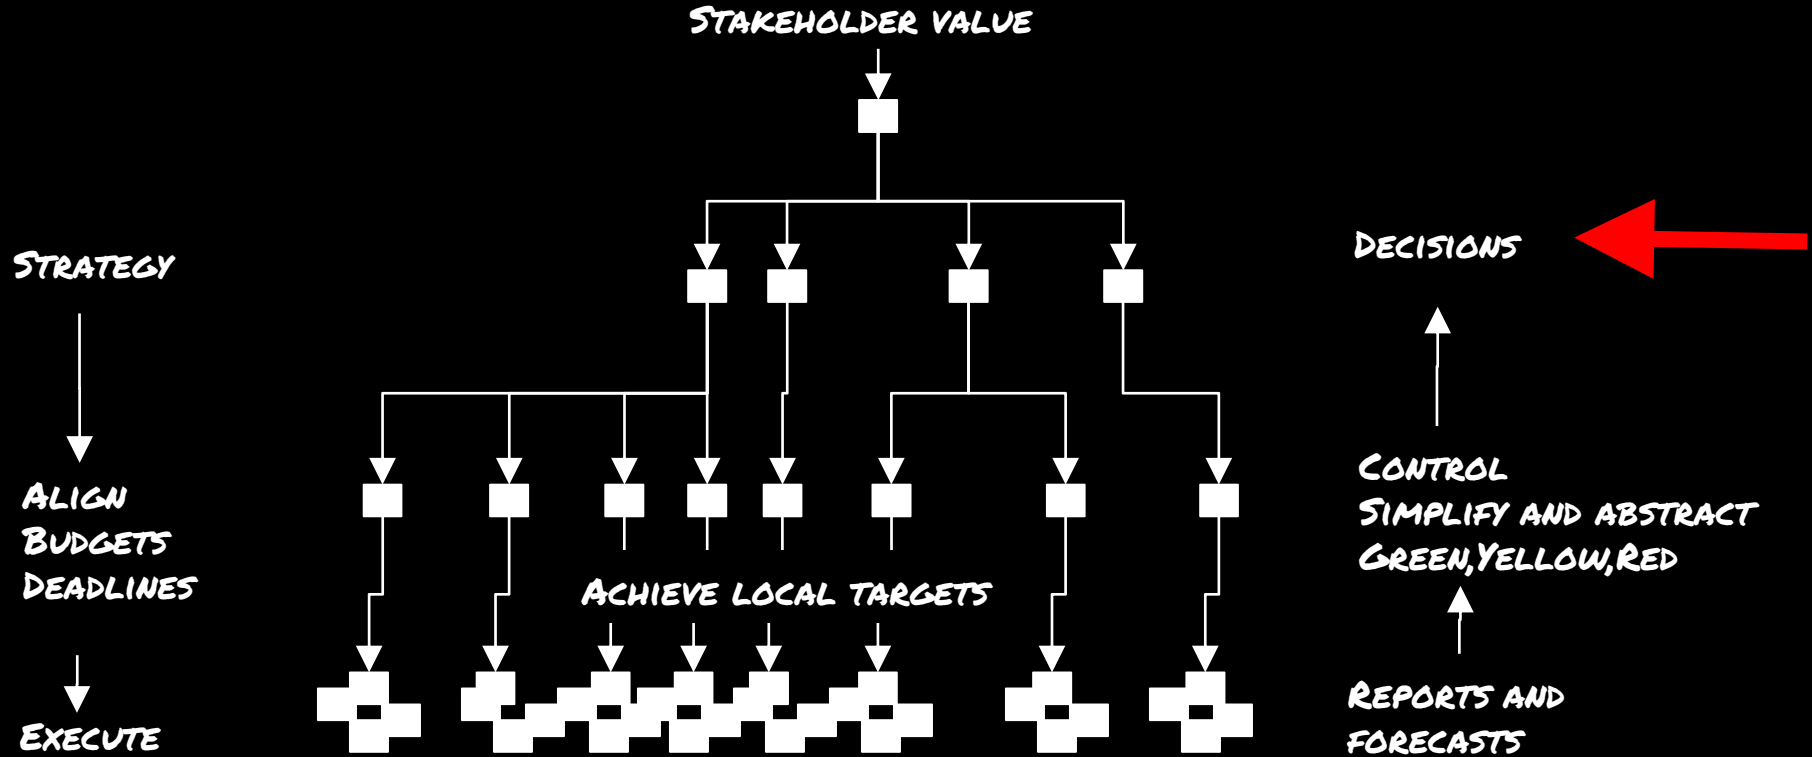 Stakeholder value
Strategy
Decisions
Align
Budgets
Deadlines
Control
Simplify and abstract
Green,Yellow,Red
Achieve local targets
Execute
Reports and
forecasts